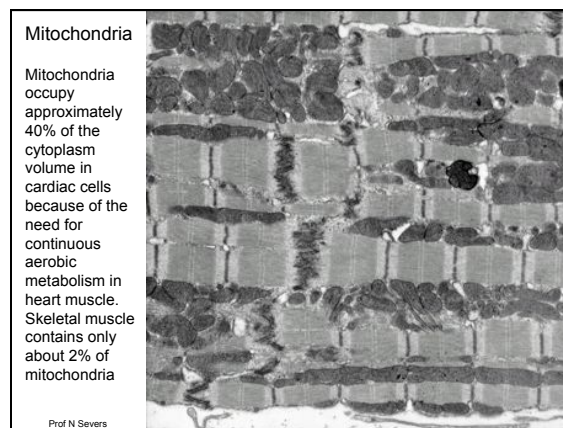 Mitochondria
Mitochondria
occupy
approximately
40% of the
cytoplasm
volume in
cardiac cells
because of the
need for
continuous
aerobic
metabolism in
heart muscle.
Skeletal muscle
contains only
about 2% of
mitochondria
Prof N Severs